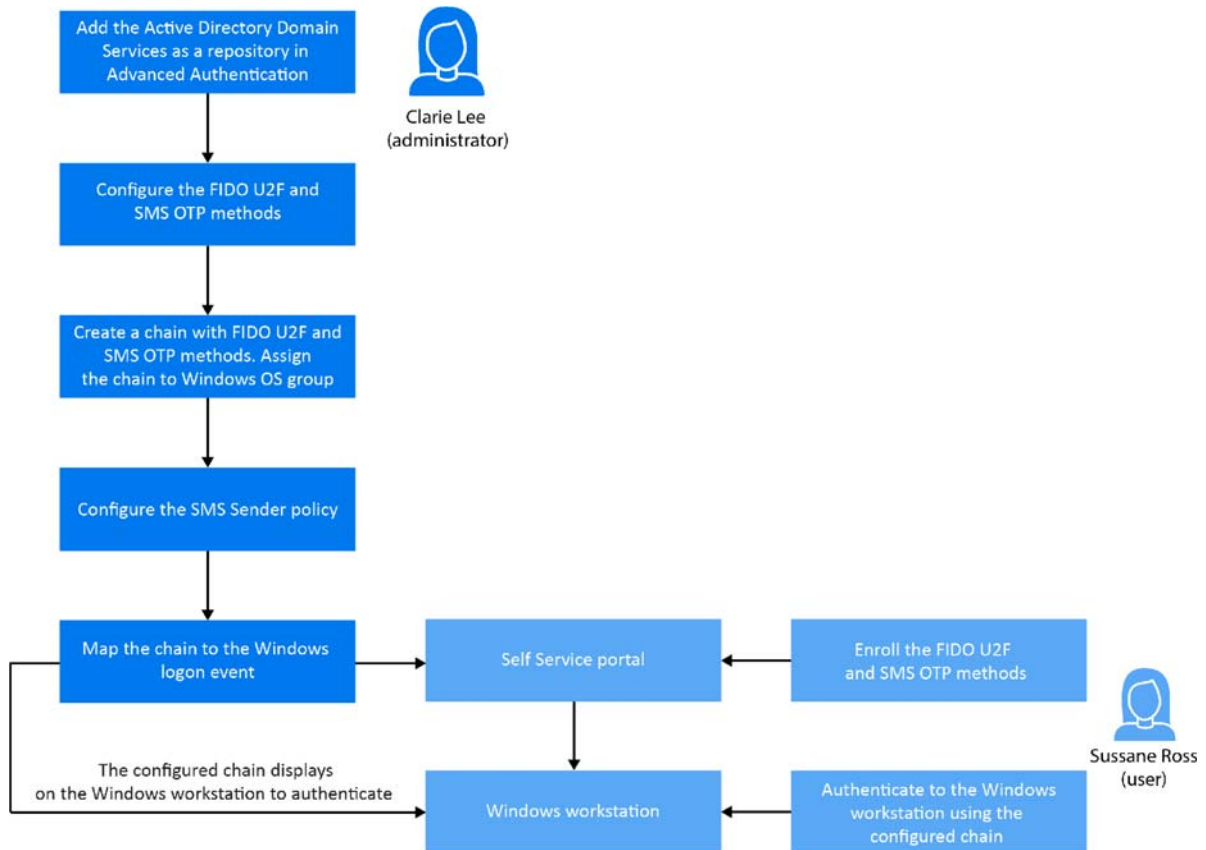 Add the Active Directory Domain
Services as a repository in
Advanced Authentication
Clarie Lee
(administrator)
Configure the FIDO U2F and
SMS OTP methods
Create a chain with FIDO U2F and
SMS OTP methods. Assign
the chain to Windows OS group
Configure the SMS Sender policy
Map the chain to the Windows
logon event
Self Service portal
Enroll the FIDO U2F
and SMS OTP methods
Sussane Ross
(user)
The configured chain displays
on the Windows workstation to authenticate
Windows workstation
Authenticate to the Windows
workstation using the
configured chain